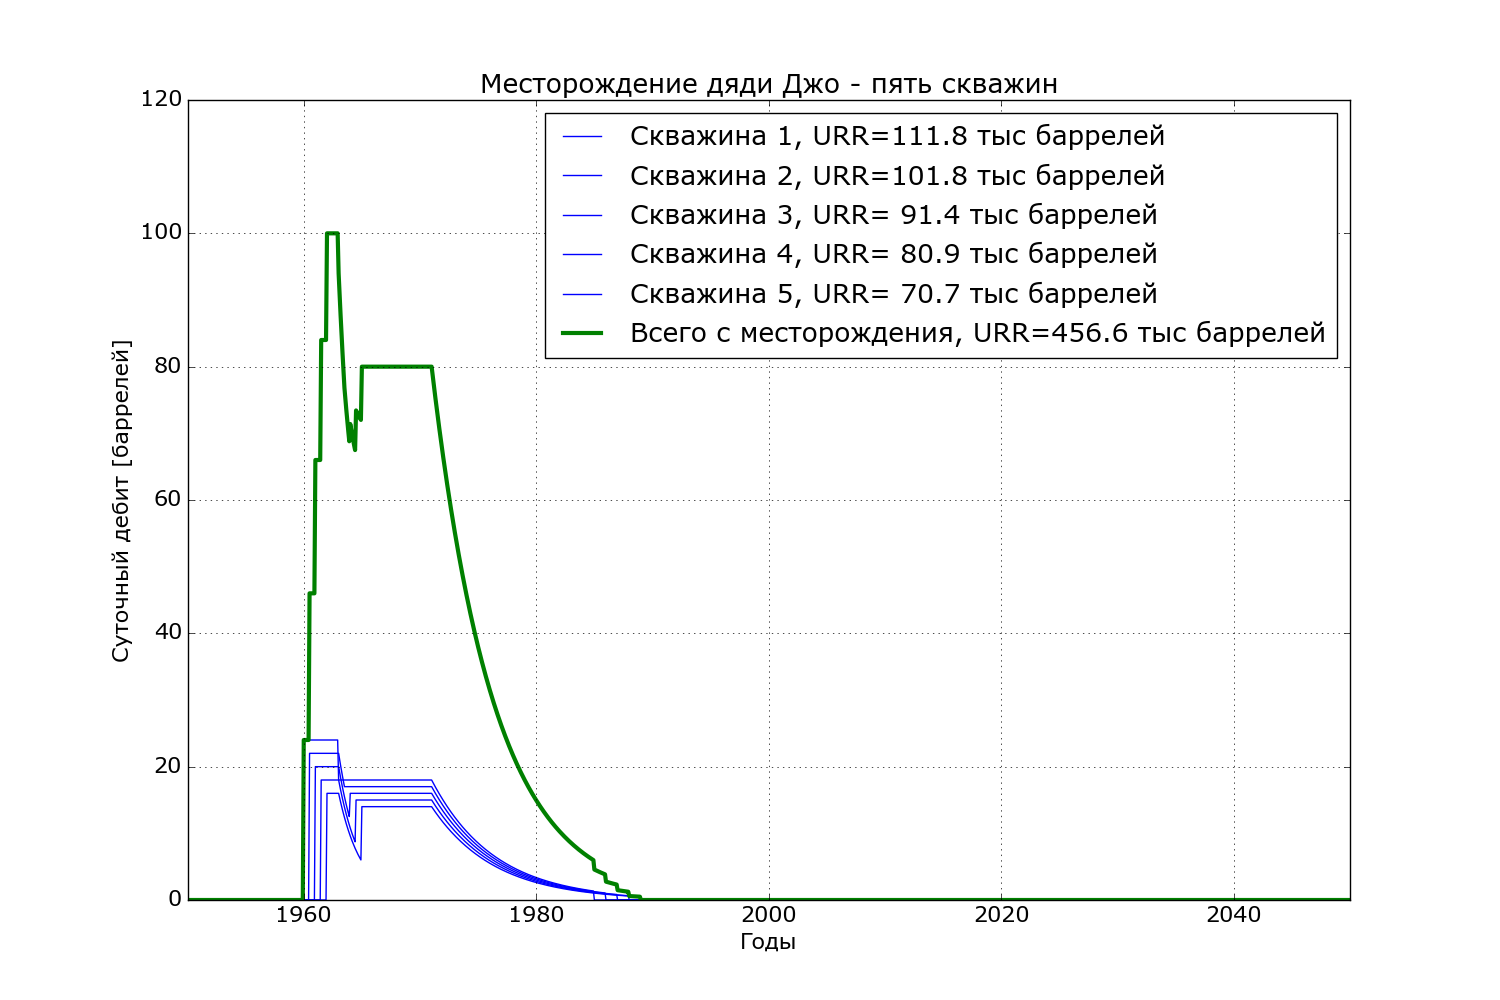 Месторождение дяди Джо - пять скважин
120
100
80
60
40
20
0
Суточный дебит [баррелей]
Скважина 1, URR=111.8 тыс баррелей
Скважина 2, URR=101.8 тыс баррелей
Скважина 3, URR= 91.4 тыс баррелей
Скважина 4, URR= 80.9 тыс баррелей
Скважина 5, URR= 70.7 тыс баррелей
Всего с месторождения, URR=456.6 тыс баррелей
1960 1980 2000 2020 2040
Годы